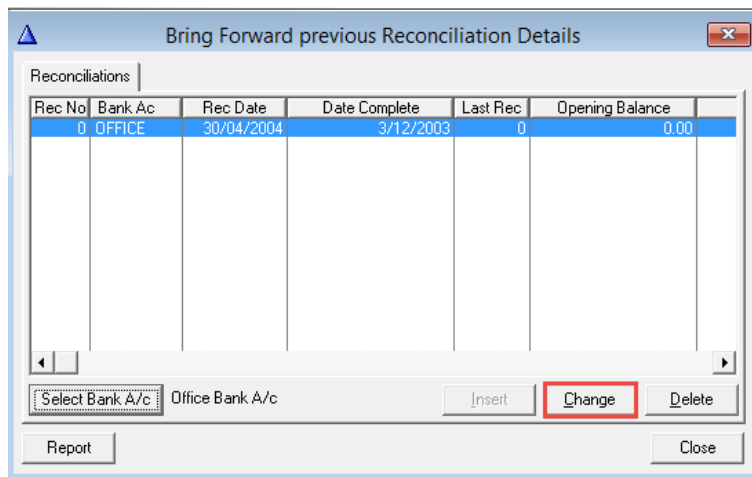 Bring Forward previous Reconciliation Details
Reconciliations
Rec No Bank Ac Rec Date Date Complete Last Rec Opening Balance
0 OFFICE 30/04/2004 3/12/2003 0 0.00
Select Bank A/c Office Bank A/c Insert Change Delete
Report Close